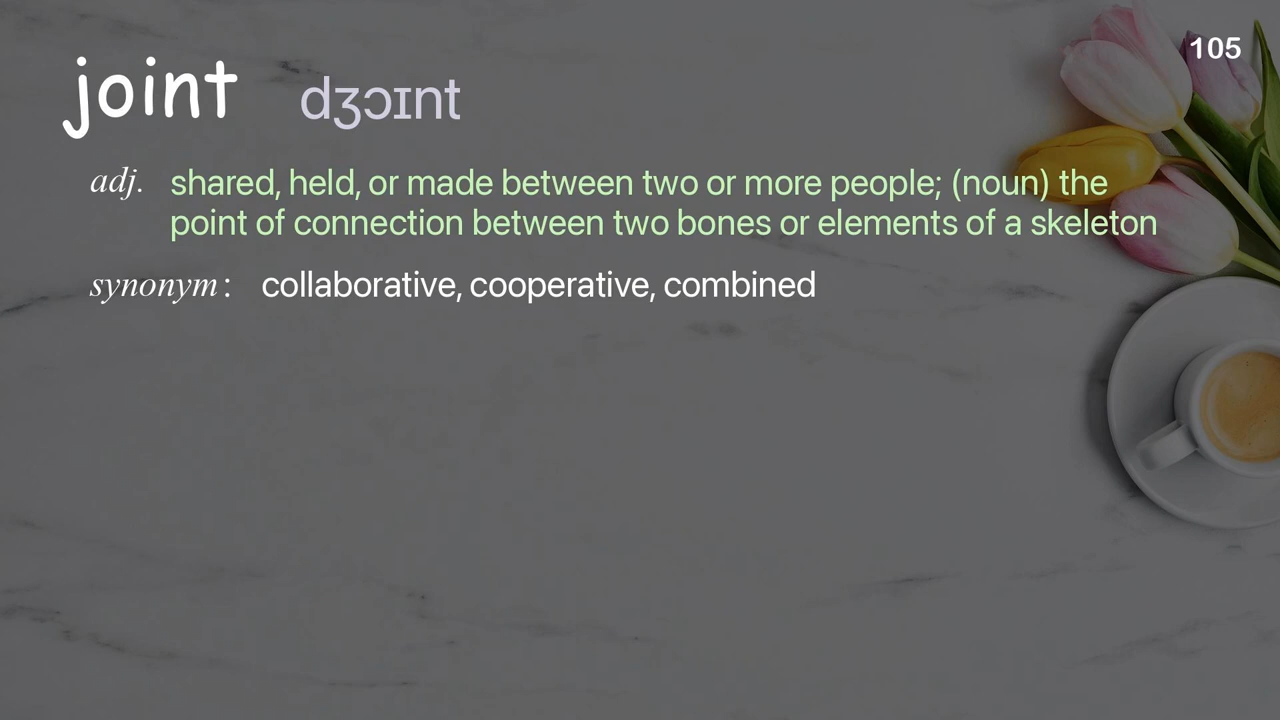 105
joint dʒɔɪnt
adj. shared, held, or made between two or more people; (noun) the
point of connection between two bones or elements of a skeleton
synonym : collaborative, cooperative, combined